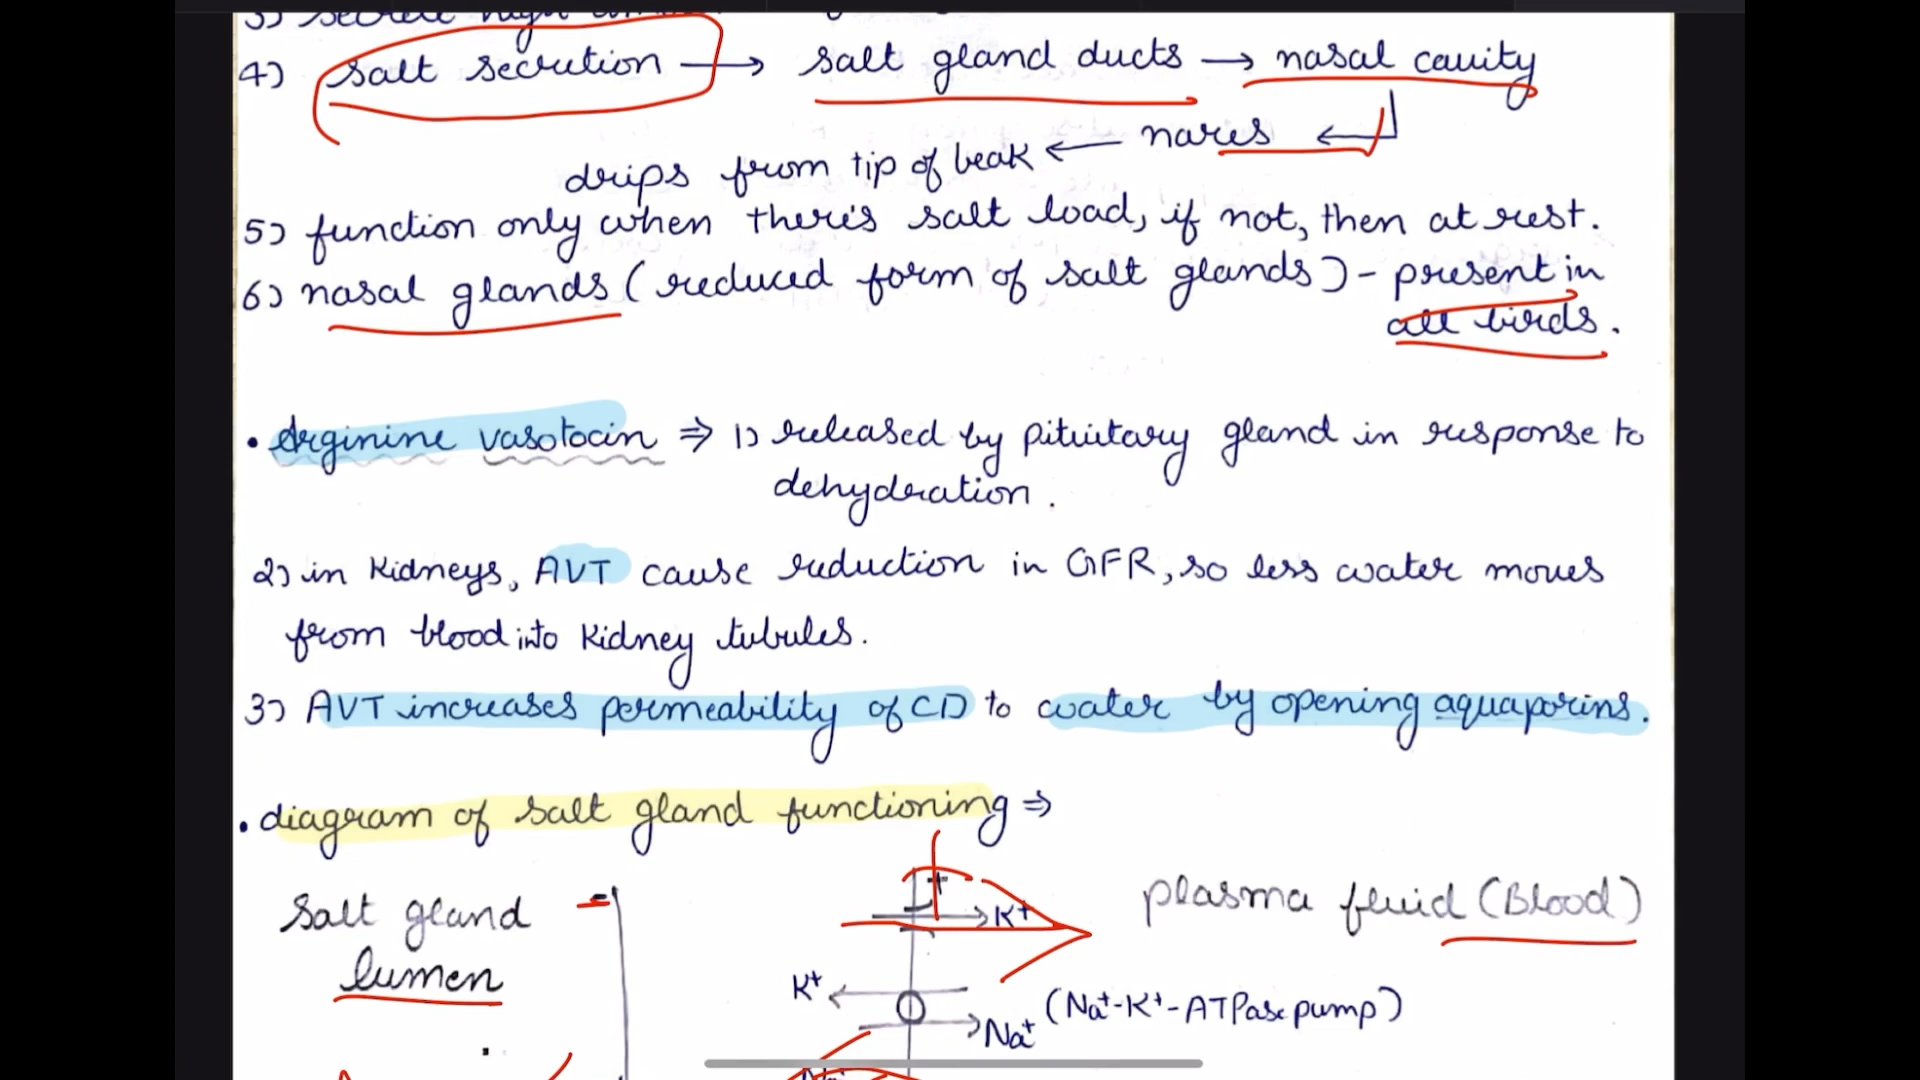 4) salt secretion → salt gland ducts → nasal cavity
drips from tip of beak ← nares ←
5) function only when there's salt load, if not, then at rest.
6) nasal glands (reduced form of salt glands) - present in
all birds.
• Arginine vasotocin ⇒ 1) released by pituitary gland in response to
dehydration.
2) in kidneys, AVT cause reduction in GFR, so less water moves
from blood into kidney tubules.
3) AVT increases permeability of CD to water by opening aquaporins.
• diagram of salt gland functioning ⇒
salt gland
lumen
→ K+
plasma fluid (Blood)
K+ ←
→ Na+
(Na+-K+-ATPase pump)